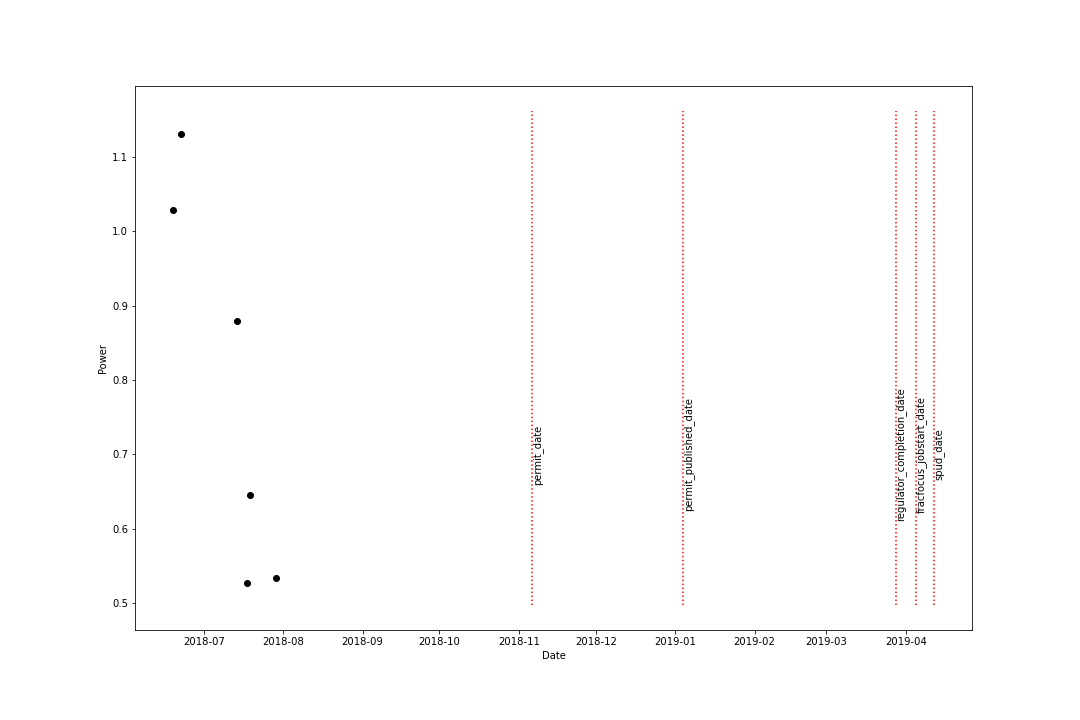 1.1
1.0
0.9
0.8
0.7
0.6
0.5
Power
permit_date
permit_published_date
regulator_completion_date
fracfocus_jobstart_date
spud_date
2018-07
2018-08
2018-09
2018-10
2018-11
2018-12
2019-01
2019-02
2019-03
2019-04
Date